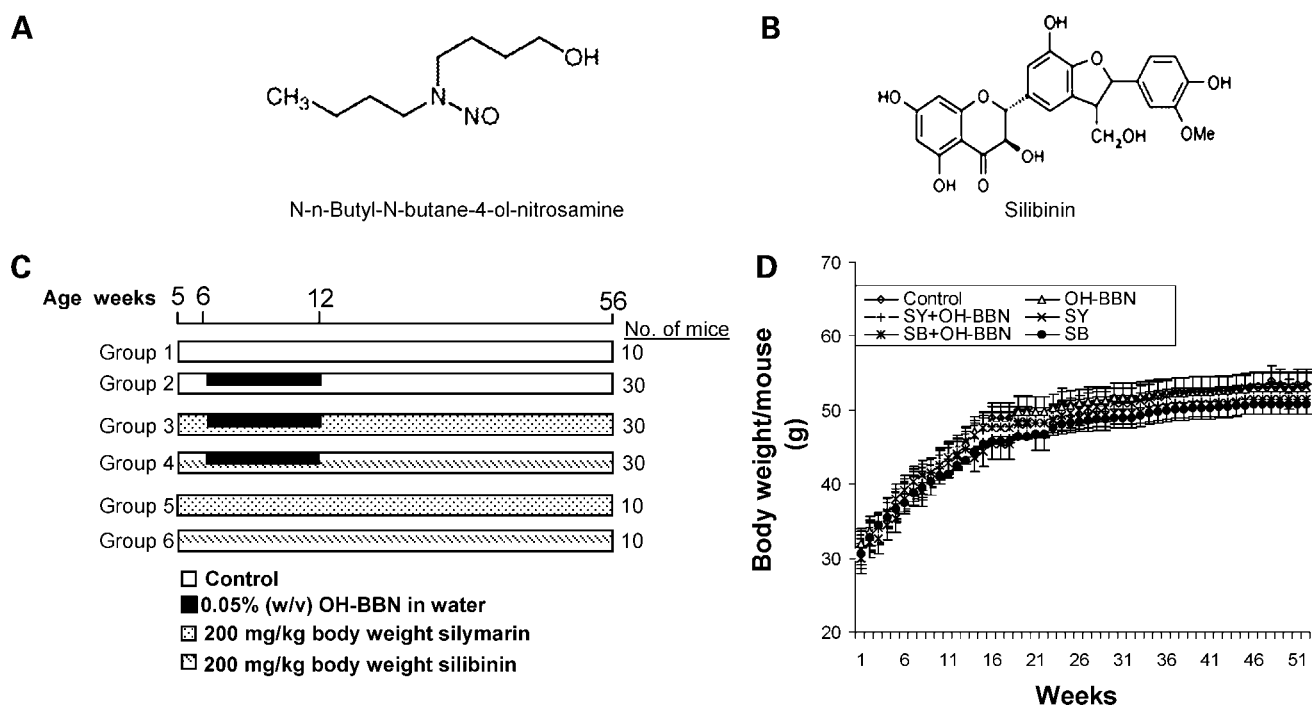 A
OH
CH3
N
NO
N-n-Butyl-N-butane-4-ol-nitrosamine
B
OH
HO
O
O
OH
OMe
CH2OH
OH
OH
O
Silibinin
C
Age weeks
5 6 12 56
No. of mice
Group 1 10
Group 2 30
Group 3 30
Group 4 30
Group 5 10
Group 6 10
Control
0.05% (w/v) OH-BBN in water
200 mg/kg body weight silymarin
200 mg/kg body weight silibinin
D
Body weight/mouse
(g)
70
60
50
40
30
20
Control OH-BBN
SY+OH-BBN SY
SB+OH-BBN SB
1 6 11 16 21 26 31 36 41 46 51
Weeks